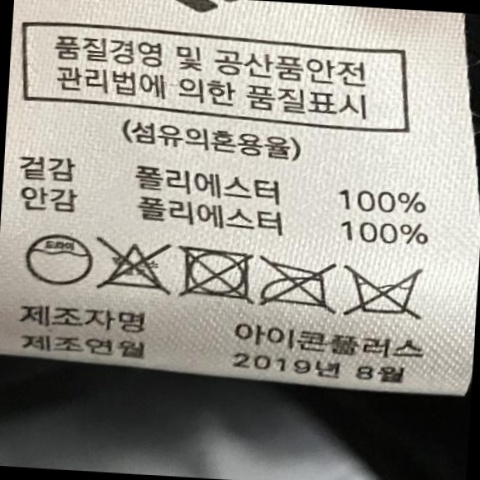 품질경영 및 공산품안전
관리법에 의한 품질표시
(섬유의혼용율)
겉감 폴리에스터 100%
안감 폴리에스터 100%
드라이
제조자명 아이콘플러스
제조연월 2019년 8월